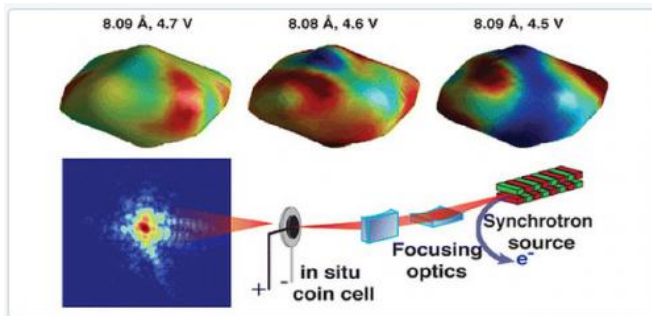 8.09 Å, 4.7 V
8.08 Å, 4.6 V
8.09 Å, 4.5 V
Synchrotron
source
Focusing
optics
e-
in situ
coin cell
+
-